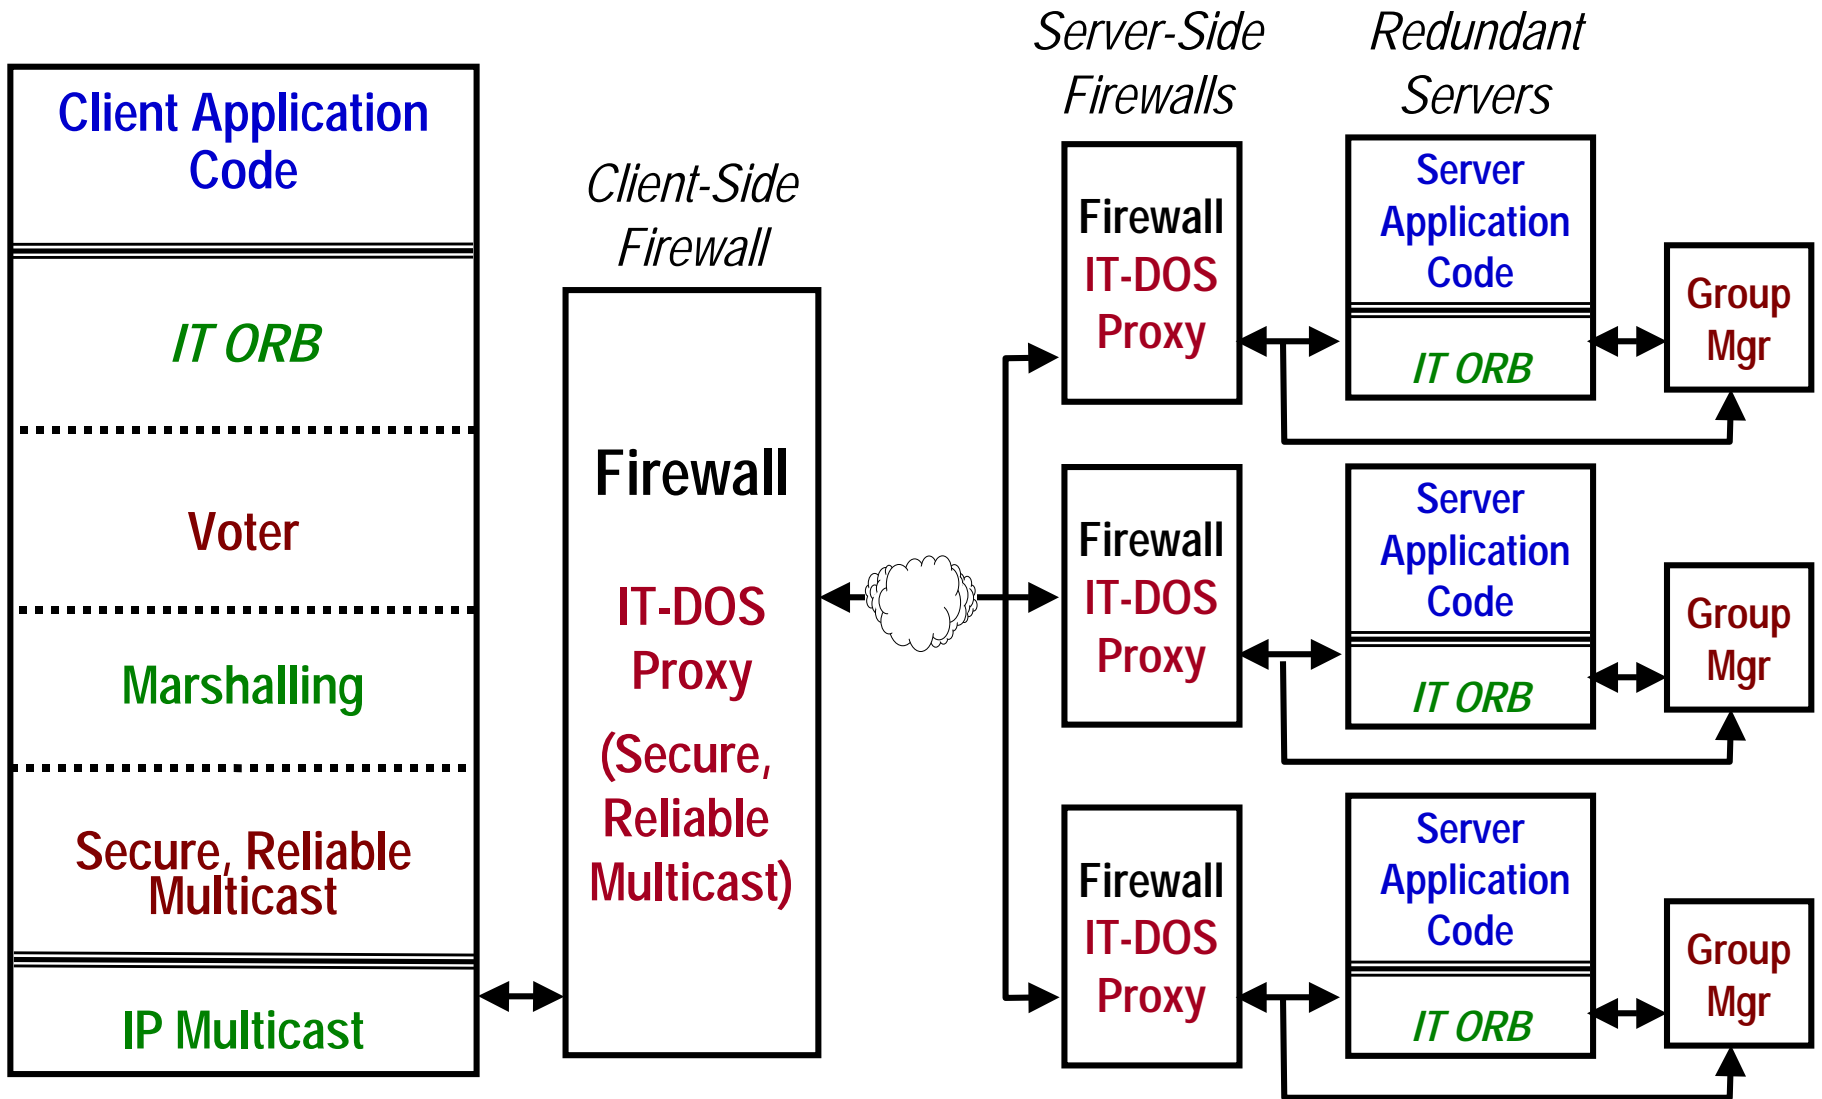 Client Application
Code
IT ORB
Voter
Marshalling
Secure, Reliable
Multicast
IP Multicast
Client-Side
Firewall
Firewall
IT-DOS
Proxy
(Secure,
Reliable
Multicast)
Server-Side
Firewalls
Redundant
Servers
Firewall
IT-DOS
Proxy
Server
Application
Code
IT ORB
Group
Mgr
Firewall
IT-DOS
Proxy
Server
Application
Code
IT ORB
Group
Mgr
Firewall
IT-DOS
Proxy
Server
Application
Code
IT ORB
Group
Mgr